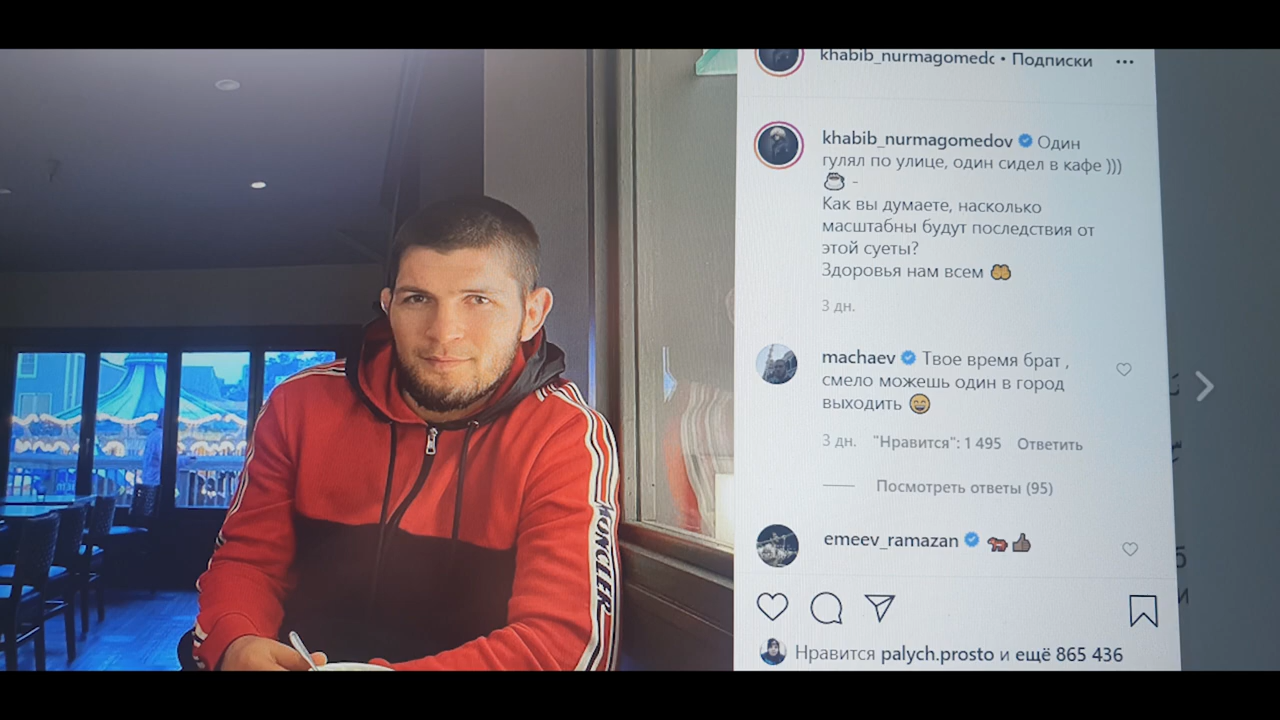 khabib_nurmagomedc • Подписки
khabib_nurmagomedov Один
гулял по улице, один сидел в кафе )))
-
Как вы думаете, насколько
масштабны будут последствия от
этой суеты?
Здоровья нам всем
3 дн.
machaev Твое время брат ,
смело можешь один в город
выходить
3 дн. "Нравится": 1 495 Ответить
Посмотреть ответы (95)
emeev_ramazan
Нравится palych.prosto и ещё 865 436
MONCLER